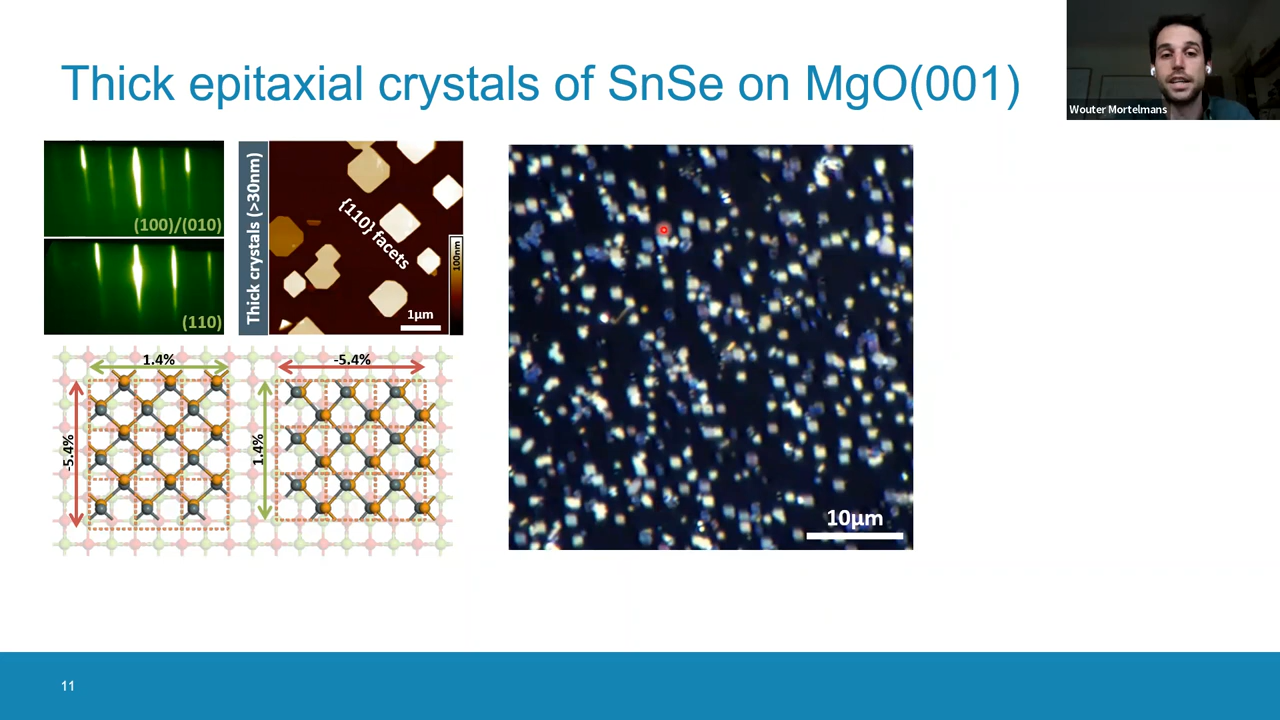 Thick epitaxial crystals of SnSe on MgO(001)
Wouter Mortelmans
(100)/(010)
(110)
Thick crystals (>30nm)
{110} facets
100nm
1µm
1.4%
-5.4%
-5.4%
1.4%
10µm
11